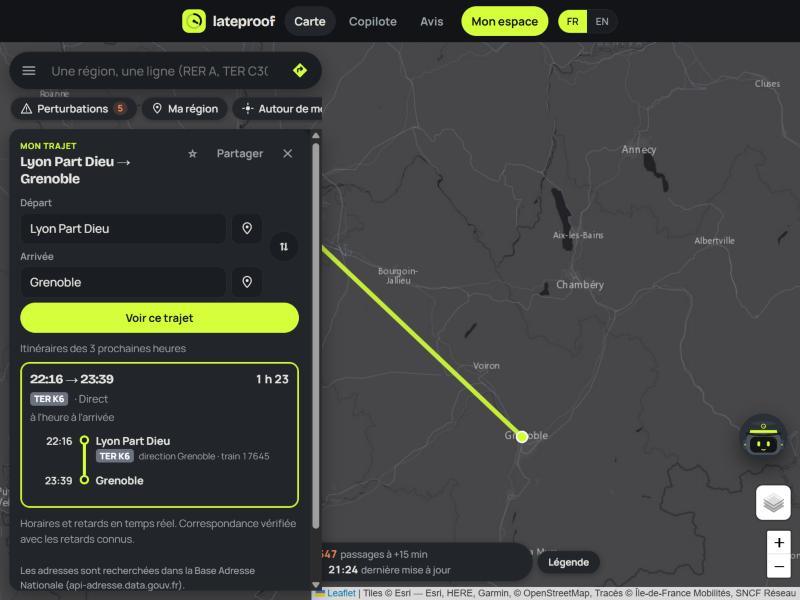 lateproof
Carte
Copilote
Avis
Mon espace
FR
EN
Une région, une ligne (RER A, TER C30
Perturbations 5
Ma région
Autour de mo
MON TRAJET
Lyon Part Dieu →
Grenoble
Partager
Départ
Lyon Part Dieu
Arrivée
Grenoble
Voir ce trajet
Itinéraires des 3 prochaines heures
22:16 → 23:39
1 h 23
TER K6 · Direct
à l'heure à l'arrivée
22:16 Lyon Part Dieu
TER K6 direction Grenoble · train 17645
23:39 Grenoble
Horaires et retards en temps réel. Correspondance vérifiée
avec les retards connus.
Les adresses sont recherchées dans la Base Adresse
Nationale (api-adresse.data.gouv.fr).
Roanne
Cluses
Annecy
Aix-les-Bains
Albertville
Bourgoin-
Jallieu
Chambéry
Voiron
Grenoble
547 passages à +15 min
21:24 dernière mise à jour
Légende
+
−
Leaflet | Tiles © Esri — Esri, HERE, Garmin, © OpenStreetMap, Tracés © Île-de-France Mobilités, SNCF Réseau